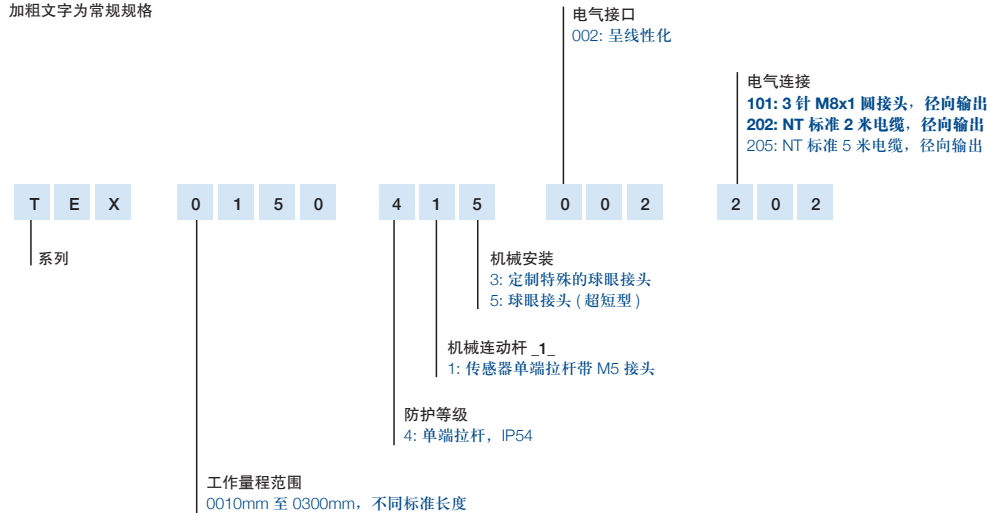 加粗文字为常规规格
电气接口
002: 呈线性化
电气连接
101: 3 针 M8x1 圆接头，径向输出
202: NT 标准 2 米电缆，径向输出
205: NT 标准 5 米电缆，径向输出
T E X 0 1 5 0 4 1 5 0 0 2 2 0 2
系列
机械安装
3: 定制特殊的球眼接头
5: 球眼接头 ( 超短型 )
机械连动杆 _1_
1: 传感器单端拉杆带 M5 接头
防护等级
4: 单端拉杆，IP54
工作量程范围
0010mm 至 0300mm，不同标准长度